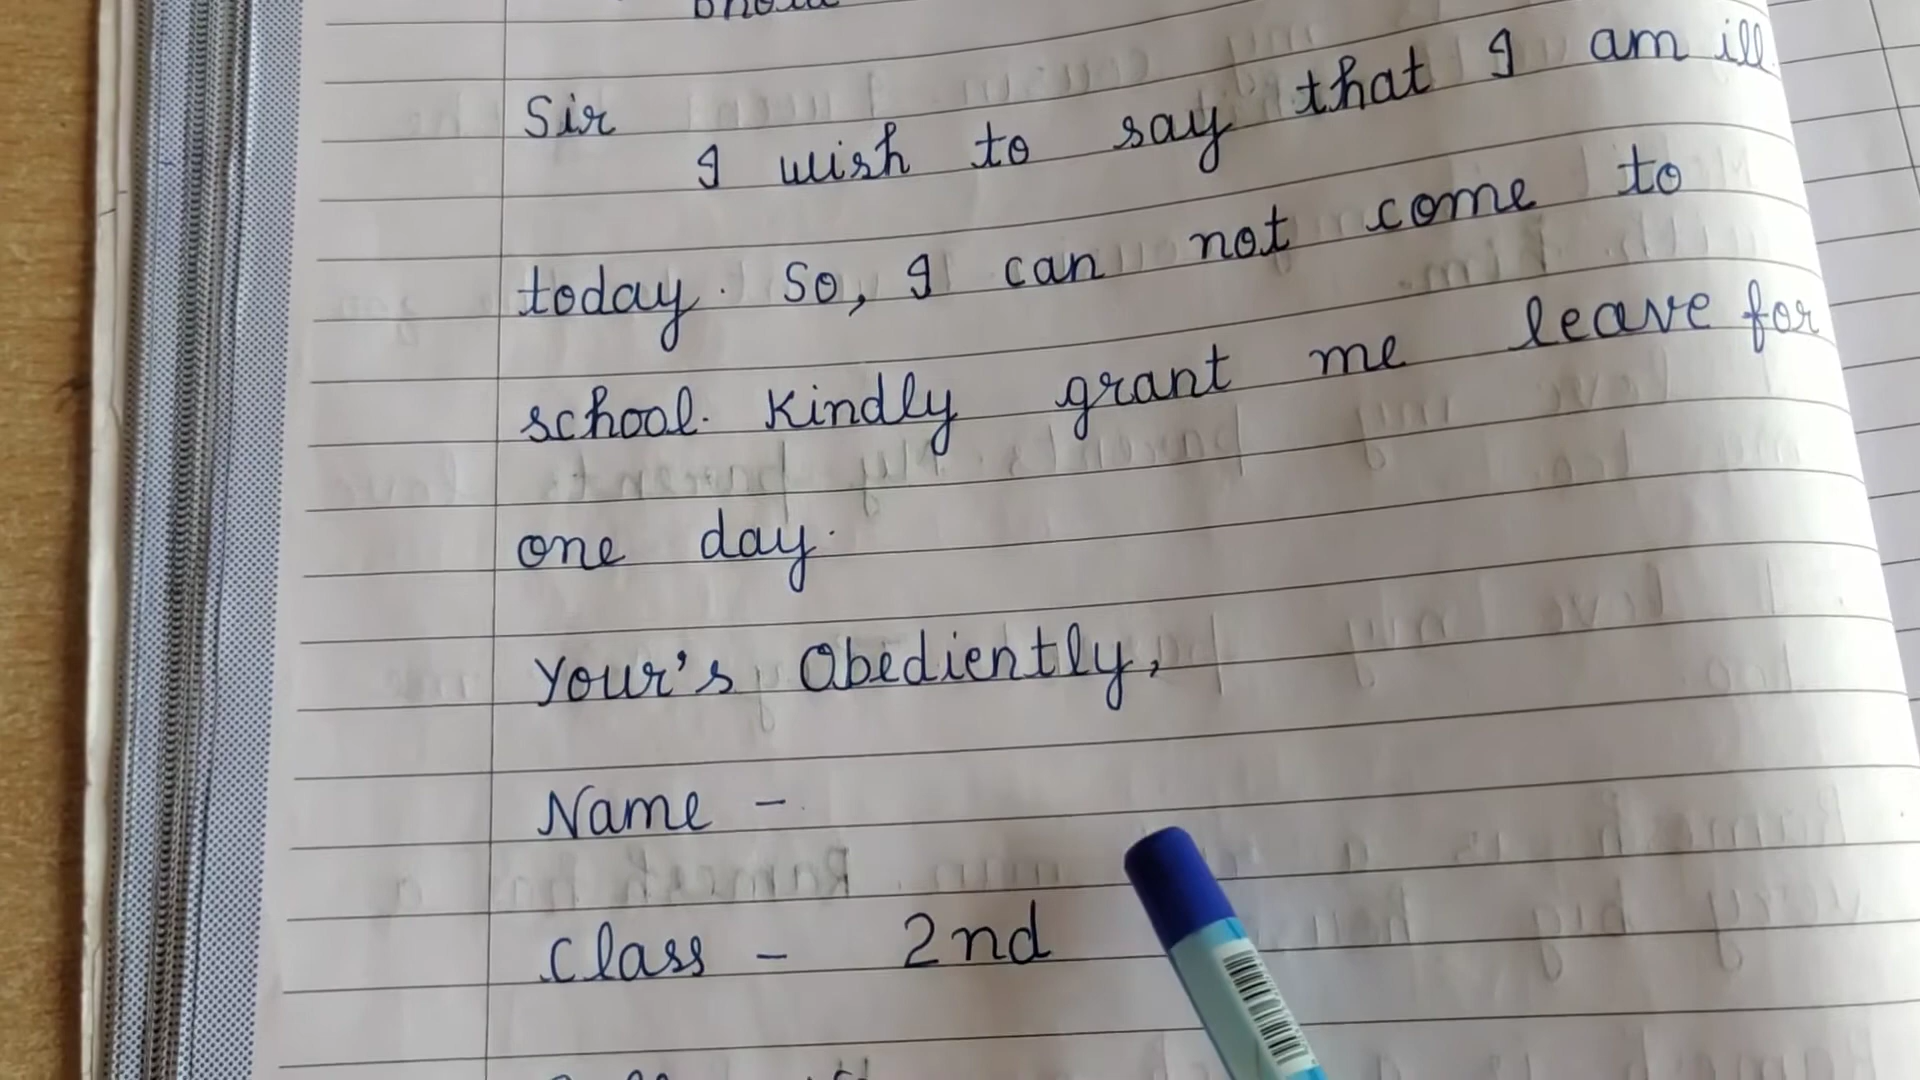 Sir
I wish to say that I am ill
today. So, I can not come to
school. Kindly grant me leave for
one day.
Your's Obediently,
Name -
Class - 2nd